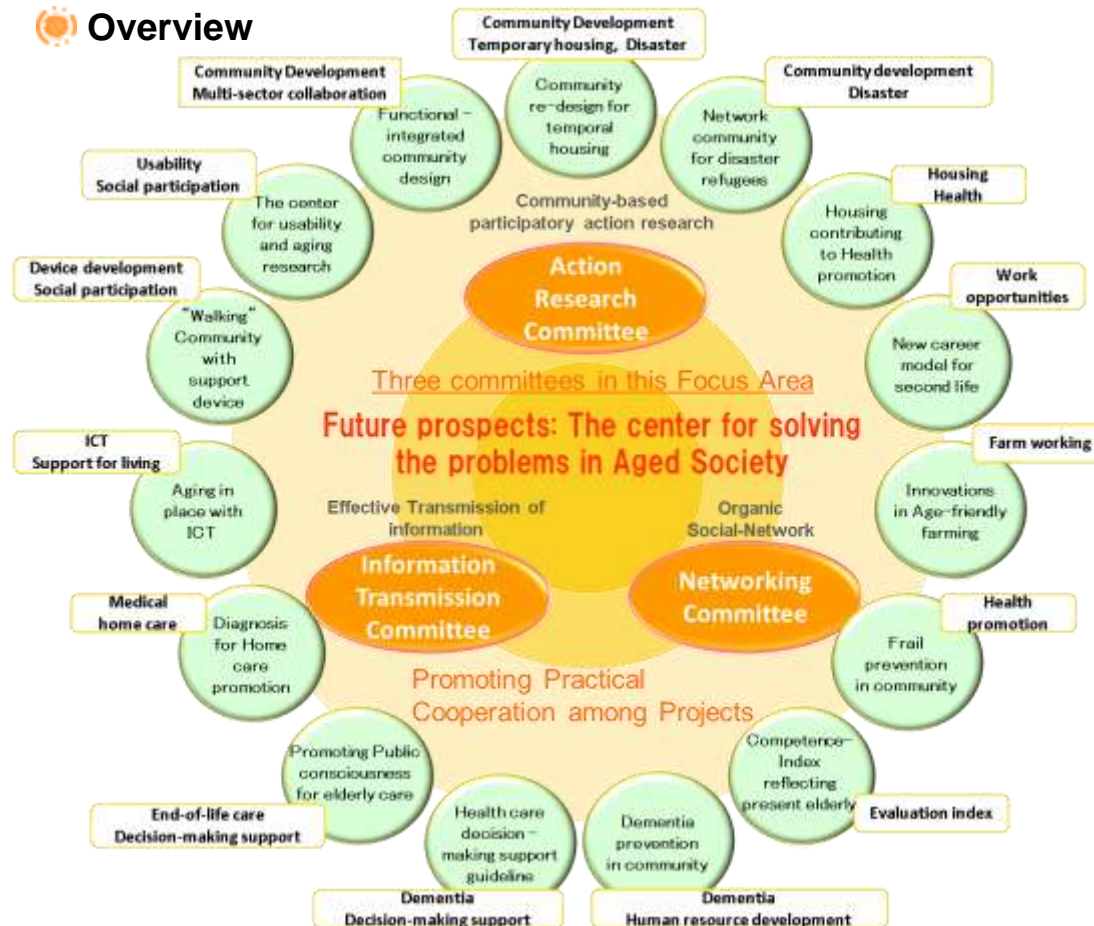 Overview
Community Development
Temporary housing, Disaster
Community
re-design for
temporal
housing
Community development
Disaster
Network
community
for disaster
refugees
Housing
Health
Housing
contributing
to Health
promotion
Work
opportunities
New career
model for
second life
Farm working
Innovations
in Age-friendly
farming
Health
promotion
Frail
prevention
in community
Competence-
Index
reflecting
present elderly
Evaluation index
Dementia
prevention
in community
Dementia
Human resource development
Health care
decision-
making support
guideline
Dementia
Decision-making support
Promoting Public
consciousness
for elderly care
End-of-life care
Decision-making support
Diagnosis
for Home
care
promotion
Medical
home care
Aging in
place with
ICT
ICT
Support for living
"Walking"
Community
with
support
device
Device development
Social participation
The center
for usability
and aging
research
Usability
Social participation
Functional-
integrated
community
design
Community Development
Multi-sector collaboration
Community-based
participatory action research
Action
Research
Committee
Three committees in this Focus Area
Future prospects: The center for solving
the problems in Aged Society
Effective Transmission of
information
Information
Transmission
Committee
Organic
Social-Network
Networking
Committee
Promoting Practical
Cooperation among Projects